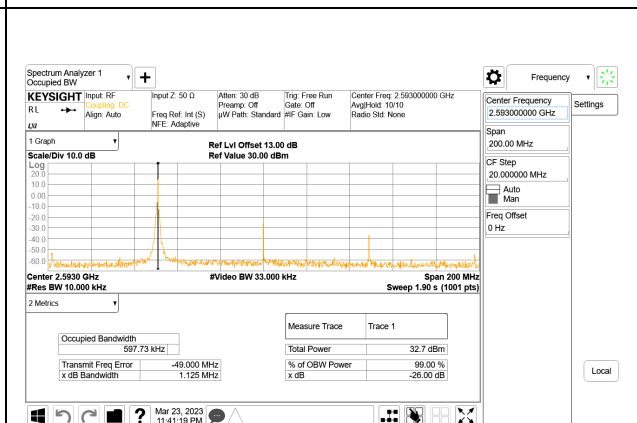 Spectrum Analyzer 1
Occupied BW
Frequency
KEYSIGHT
Input: RF
Coupling: DC
Align: Auto
Input Z: 50 Ω
Freq Ref: Int (S)
NFE: Adaptive
Atten: 30 dB
Preamp: Off
µW Path: Standard
Trig: Free Run
Gate: Off
#IF Gain: Low
Center Freq: 2.593000000 GHz
Avg|Hold: 10/10
Radio Std: None
RL
LXI
Center Frequency
2.593000000 GHz
Settings
Span
200.00 MHz
CF Step
20.000000 MHz
Auto
Man
Freq Offset
0 Hz
1 Graph
Ref Lvl Offset 13.00 dB
Scale/Div 10.0 dB
Ref Value 30.00 dBm
Log
20.0
10.0
0.00
-10.0
-20.0
-30.0
-40.0
-50.0
-60.0
Center 2.5930 GHz
#Video BW 33.000 kHz
Span 200 MHz
#Res BW 10.000 kHz
Sweep 1.90 s (1001 pts)
2 Metrics
Measure Trace
Trace 1
Occupied Bandwidth
597.73 kHz
Total Power
32.7 dBm
Transmit Freq Error
-49.000 MHz
% of OBW Power
99.00 %
x dB Bandwidth
1.125 MHz
x dB
-26.00 dB
Local
?
Mar 23, 2023
11:41:19 PM